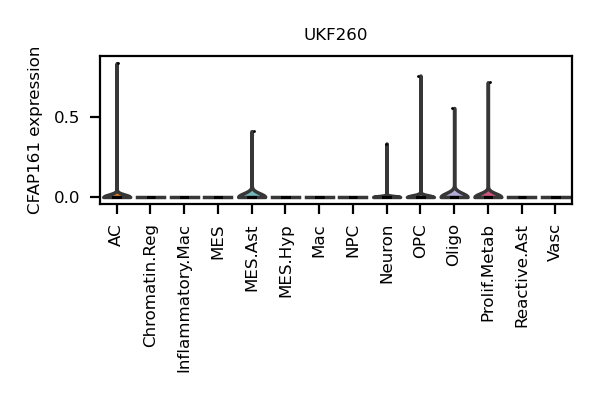 UKF260
CFAP161 expression
0.5
0.0
AC
Chromatin.Reg
Inflammatory.Mac
MES
MES.Ast
MES.Hyp
Mac
NPC
Neuron
OPC
Oligo
Prolif.Metab
Reactive.Ast
Vasc